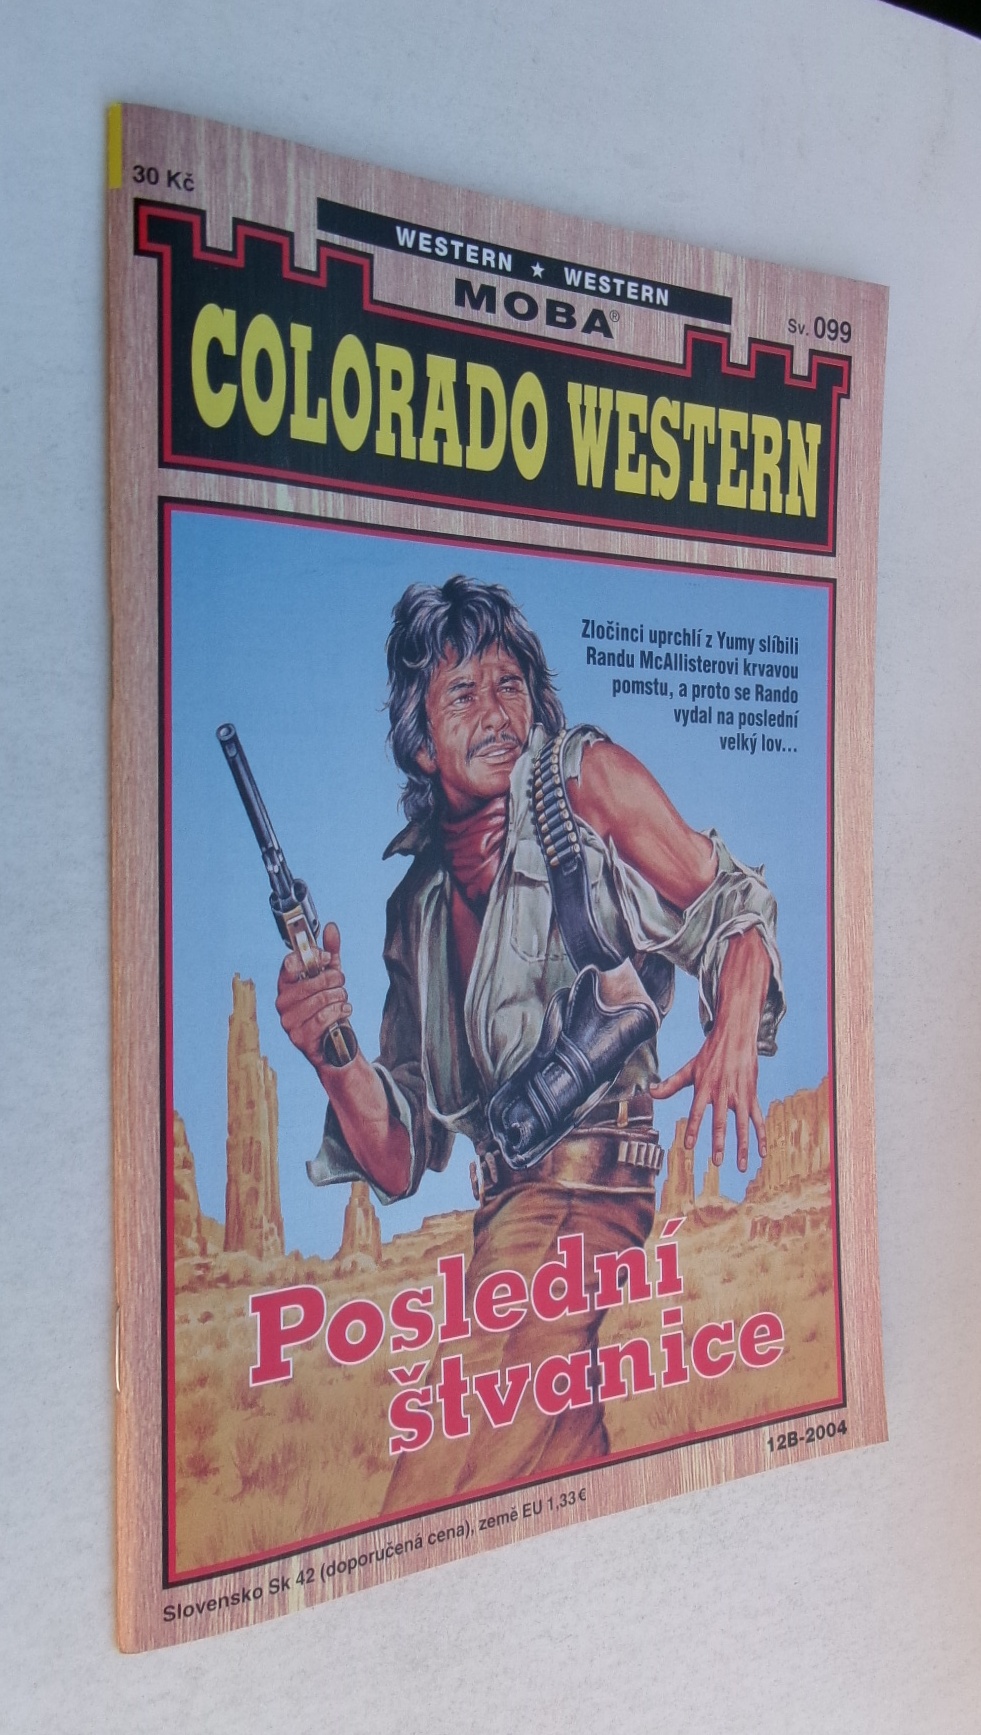 30 Kč
WESTERN ★ WESTERN
MOBA®
Sv. 099
COLORADO WESTERN
Zločinci uprchlí z Yumy slíbili
Randu McAllisterovi krvavou
pomstu, a proto se Rando
vydal na poslední
velký lov...
Poslední
štvanice
12B-2004
Slovensko Sk 42 (doporučená cena), země EU 1,33 €